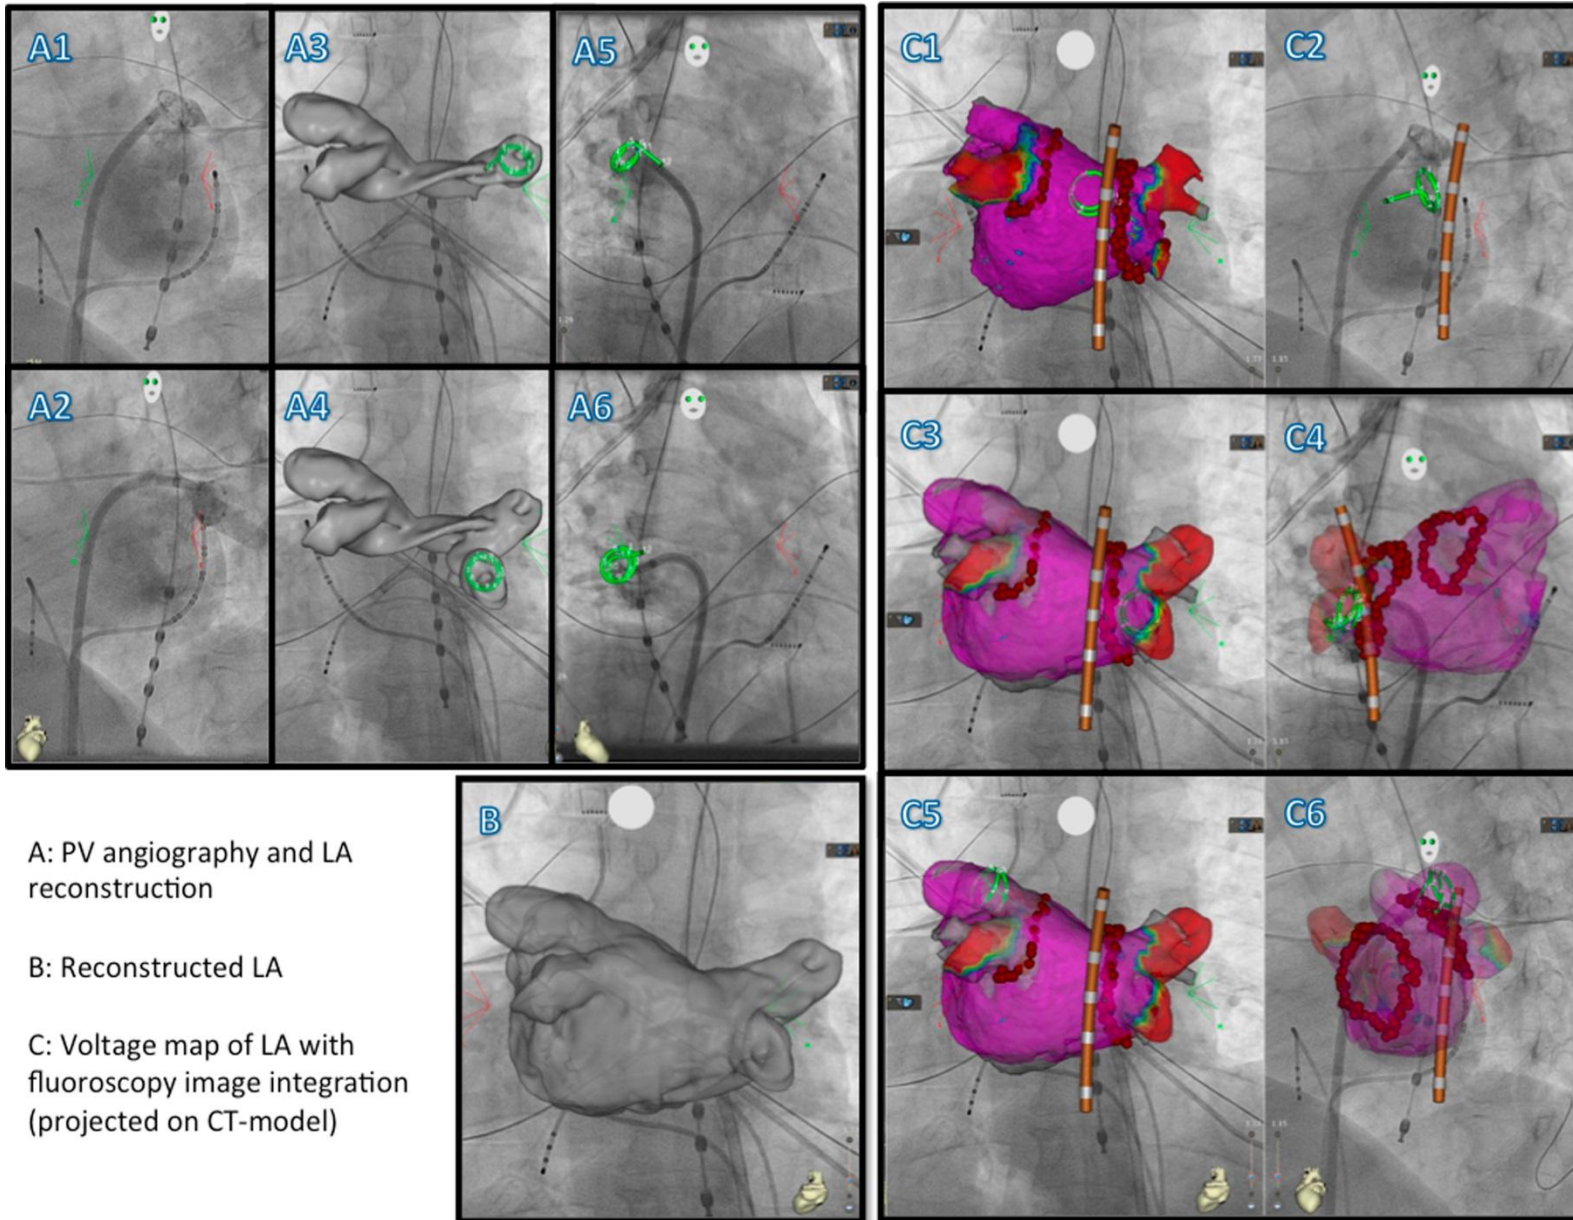 A1
A3
A5
A2
A4
A6
A: PV angiography and LA
reconstruction
B: Reconstructed LA
C: Voltage map of LA with
fluoroscopy image integration
(projected on CT-model)
B
C1
C2
C3
C4
C5
C6